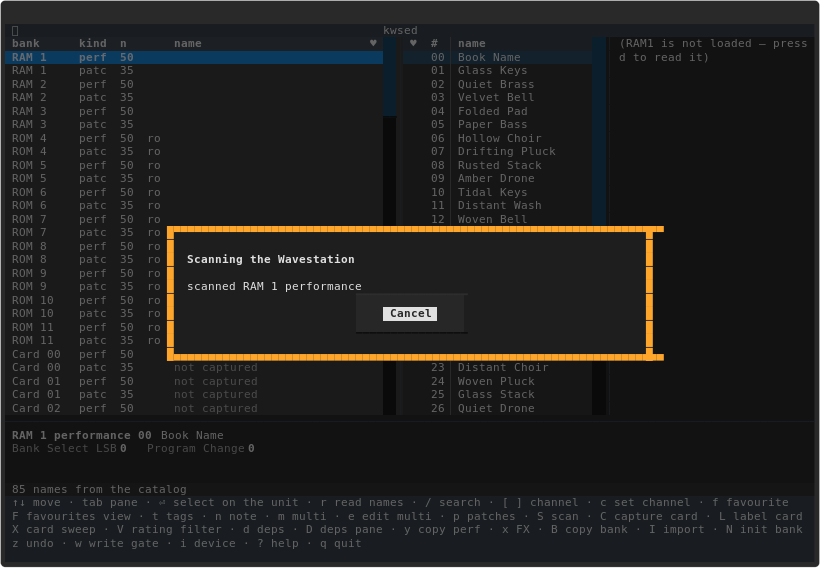 kwsed
bank kind n name ♥
RAM 1 perf 50
RAM 1 patc 35
RAM 2 perf 50
RAM 2 patc 35
RAM 3 perf 50
RAM 3 patc 35
ROM 4 perf 50 ro
ROM 4 patc 35 ro
ROM 5 perf 50 ro
ROM 5 patc 35 ro
ROM 6 perf 50 ro
ROM 6 patc 35 ro
ROM 7 perf 50 ro
ROM 7 patc 35 ro
ROM 8 perf 50 ro
ROM 8 patc 35 ro
ROM 9 perf 50 ro
ROM 9 patc 35 ro
ROM 10 perf 50 ro
ROM 10 patc 35 ro
ROM 11 perf 50 ro
ROM 11 patc 35 ro
Card 00 perf 50
Card 00 patc 35 not captured
Card 01 perf 50 not captured
Card 01 patc 35 not captured
Card 02 perf 50 not captured
♥ # name
00 Book Name
01 Glass Keys
02 Quiet Brass
03 Velvet Bell
04 Folded Pad
05 Paper Bass
06 Hollow Choir
07 Drifting Pluck
08 Rusted Stack
09 Amber Drone
10 Tidal Keys
11 Distant Wash
12 Woven Bell
23 Distant Choir
24 Woven Pluck
25 Glass Stack
26 Quiet Drone
(RAM1 is not loaded — press
d to read it)
Scanning the Wavestation
scanned RAM 1 performance
Cancel
RAM 1 performance 00 Book Name
Bank Select LSB 0 Program Change 0
85 names from the catalog
↑↓ move · tab pane · ⏎ select on the unit · r read names · / search · [ ] channel · c set channel · f favourite
F favourites view · t tags · n note · m multi · e edit multi · p patches · S scan · C capture card · L label card
X card sweep · V rating filter · d deps · D deps pane · y copy perf · x FX · B copy bank · I import · N init bank
z undo · w write gate · i device · ? help · q quit